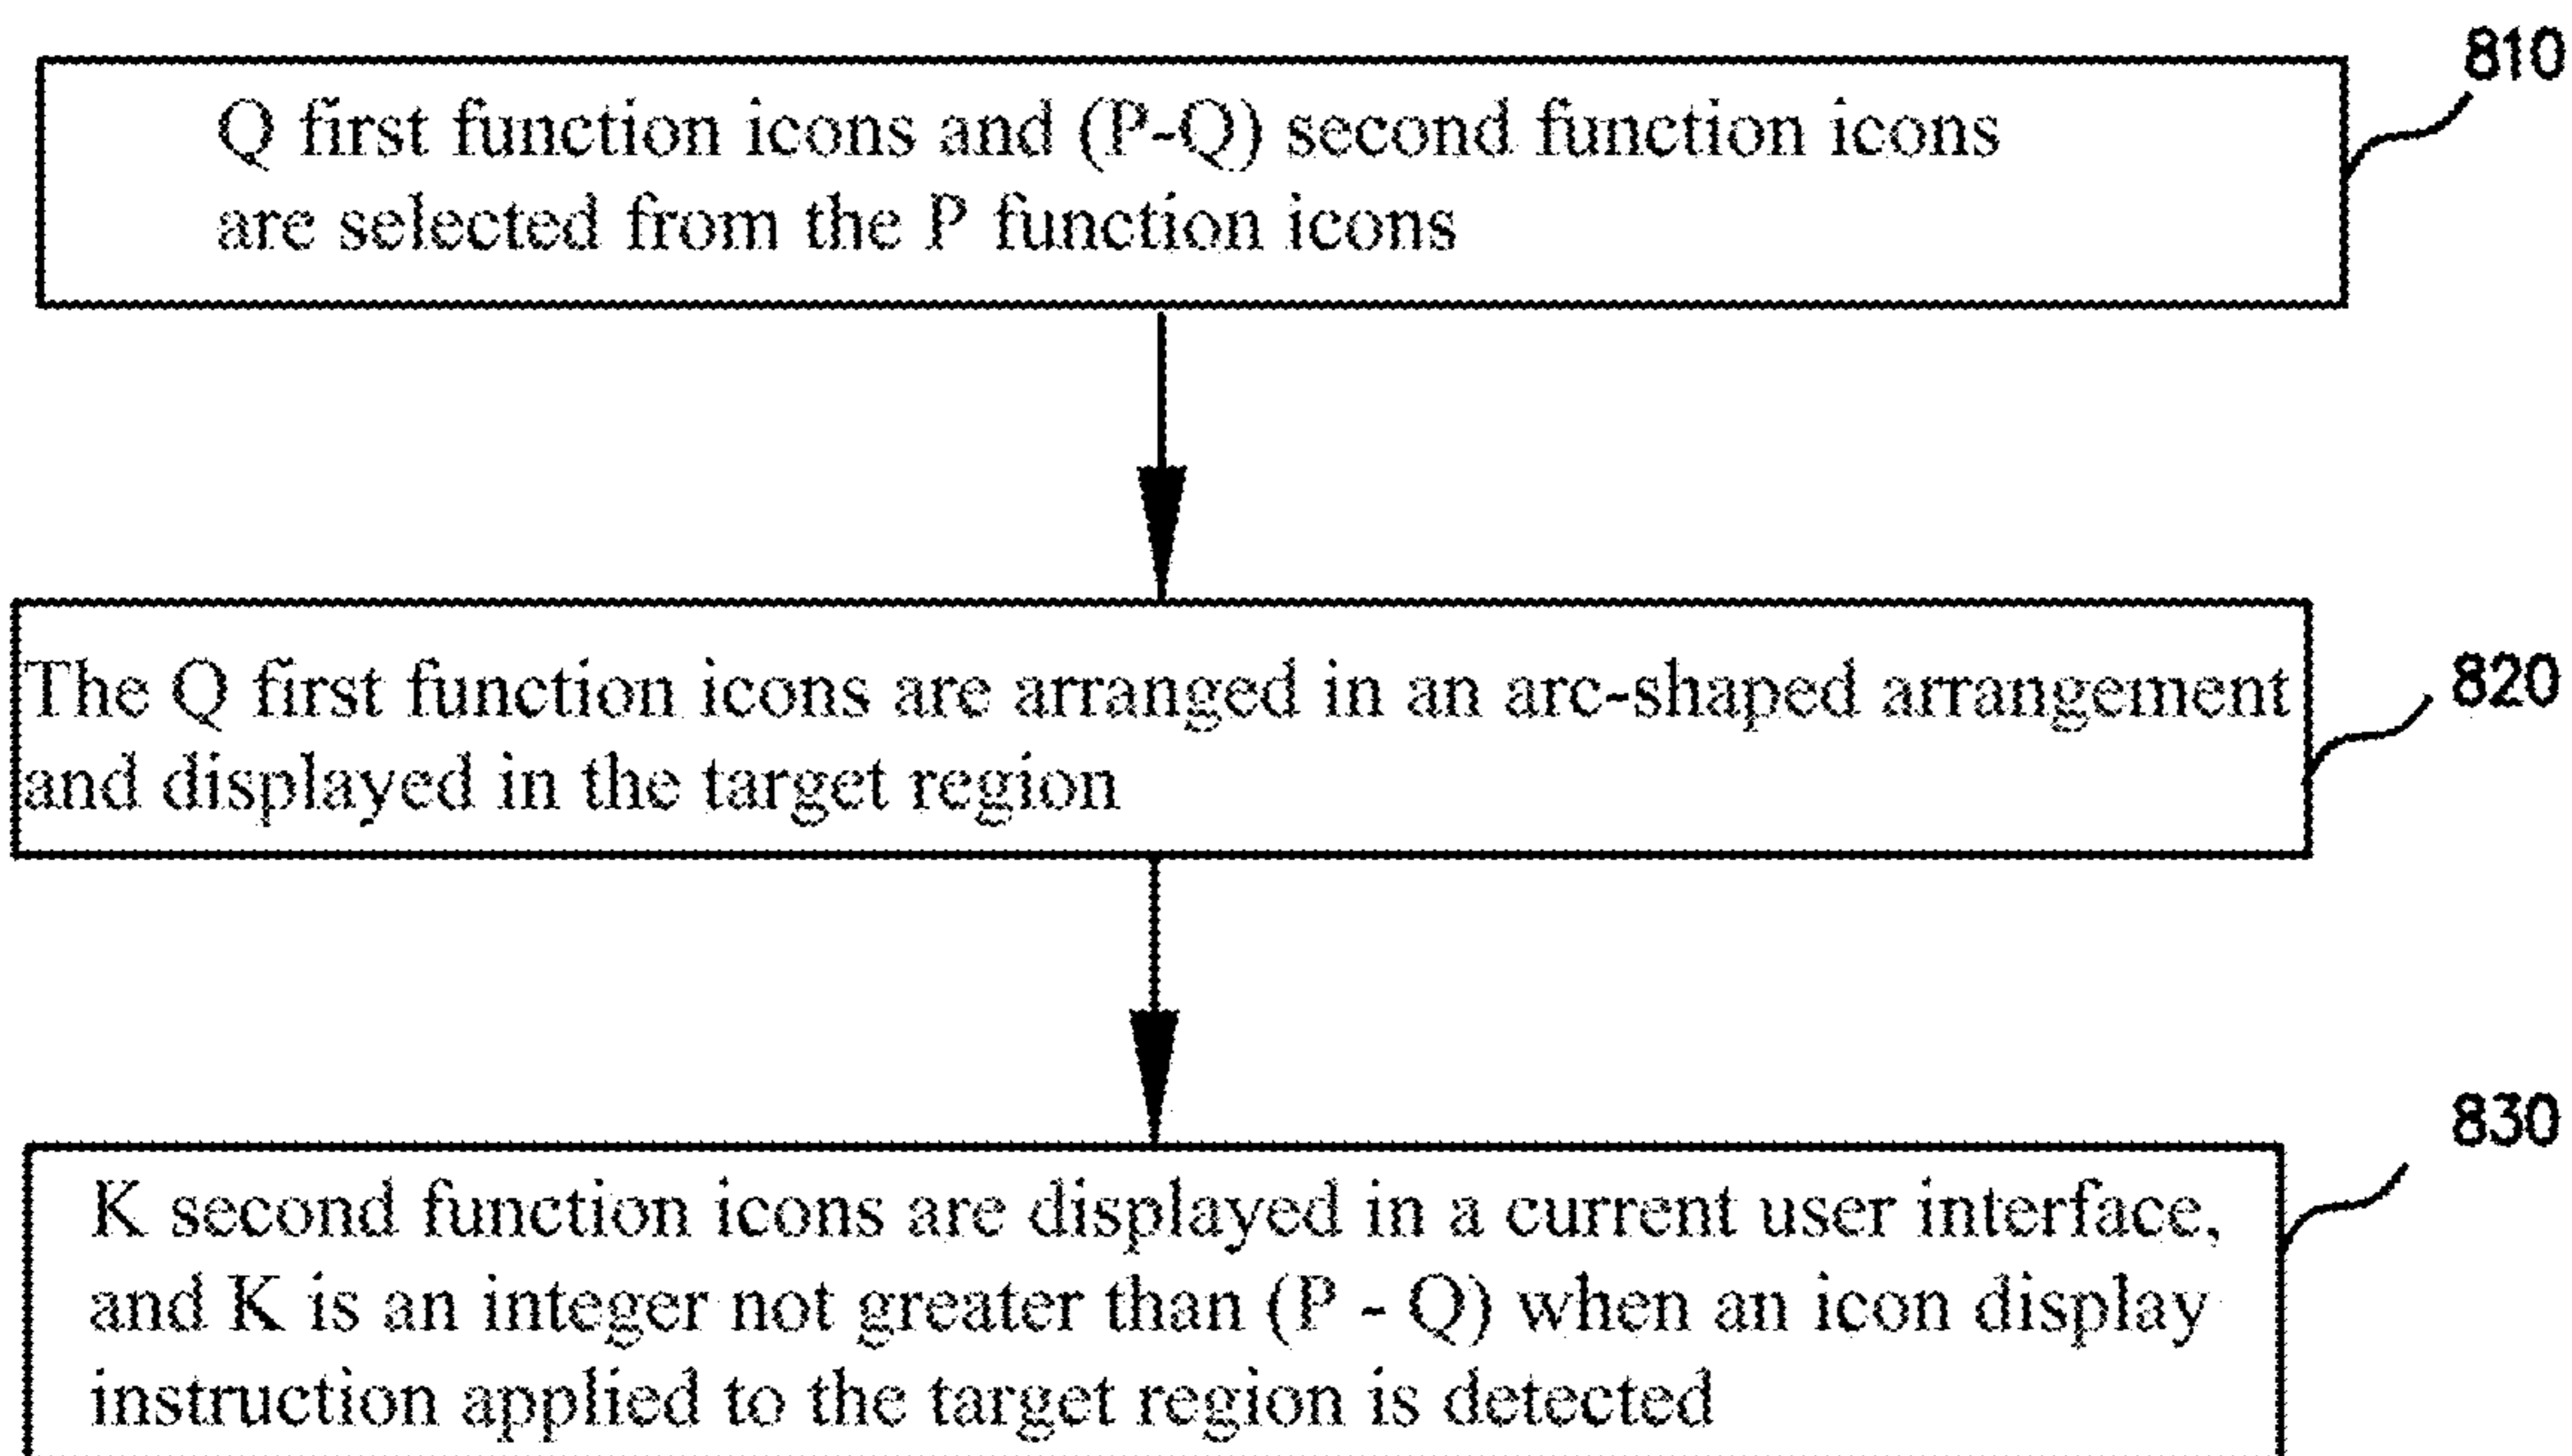 810
Q first function icons and (P-Q) second function icons
are selected from the P function icons
820
The Q first function icons are arranged in an arc-shaped arrangement
and displayed in the target region
830
K second function icons are displayed in a current user interface,
and K is an integer not greater than (P - Q) when an icon display
instruction applied to the target region is detected